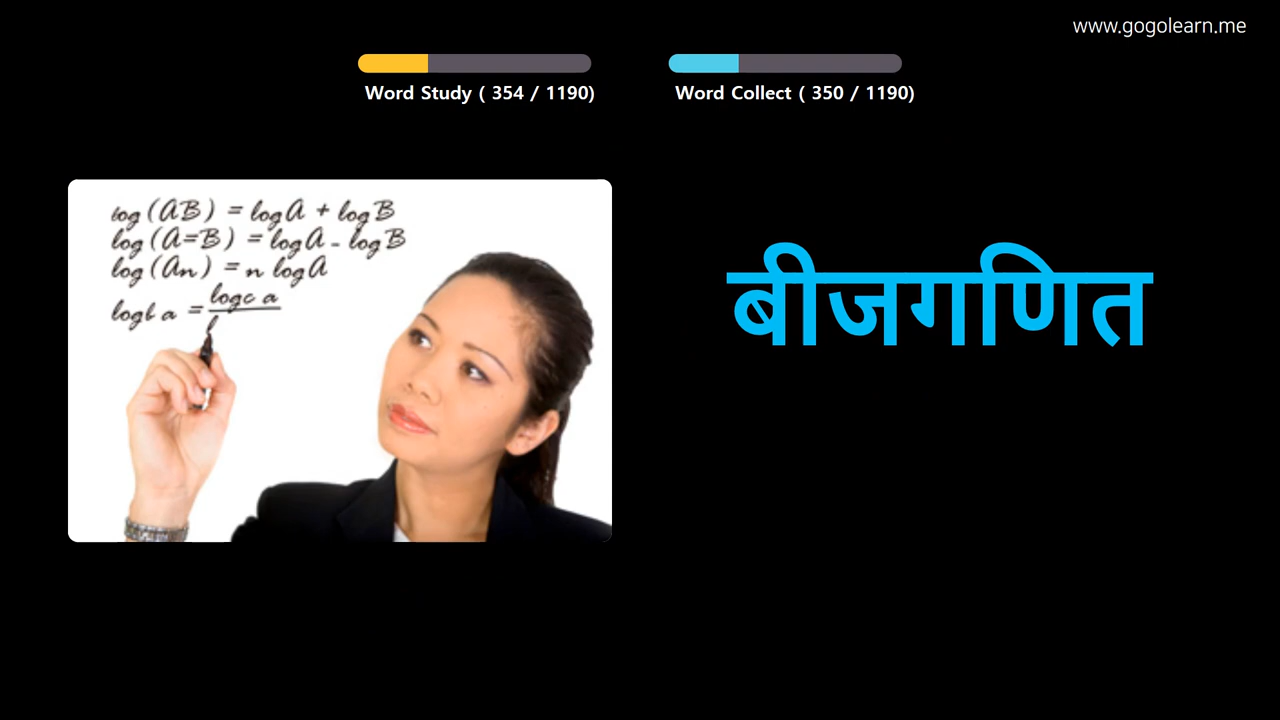 www.gogolearn.me
Word Study ( 354 / 1190)
Word Collect ( 350 / 1190)
log (AB) = log A + log B
log (A=B) = log A - log B
log (An) = n log A
logb a = logc a
बीजगणित